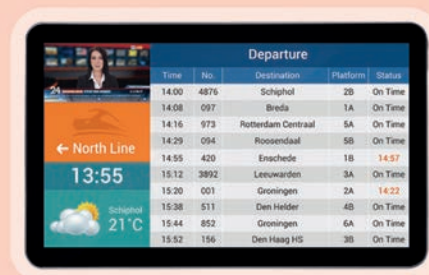 Departure
Time No. Destination Platform Status
14:00 4876 Schiphol 2B On Time
14:08 097 Breda 1A On Time
14:16 973 Rotterdam Centraal 5A On Time
14:29 094 Roosendaal 5B On Time
14:55 420 Enschede 1B 14:57
15:12 3892 Leeuwarden 3A On Time
15:20 001 Groningen 2A 14:22
15:38 511 Den Helder 4B On Time
15:44 852 Groningen 6A On Time
15:52 156 Den Haag HS 3B On Time
24
← North Line
13:55
Schiphol
21°C